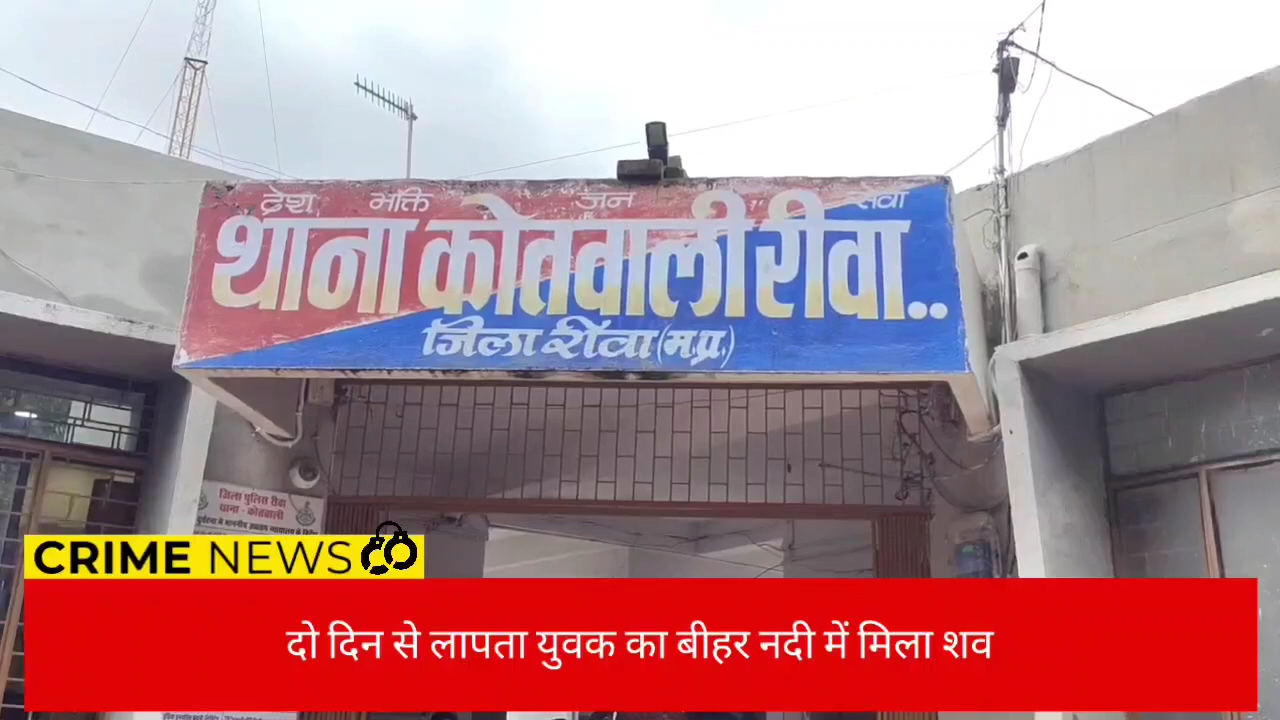 देश भक्ति जन सेवा
थाना कोतवाली रीवा..
जिला रींवा (म.प्र.)
जिला पुलिस रीवा
थाना - कोतवाली
CRIME NEWS
दो दिन से लापता युवक का बीहर नदी में मिला शव